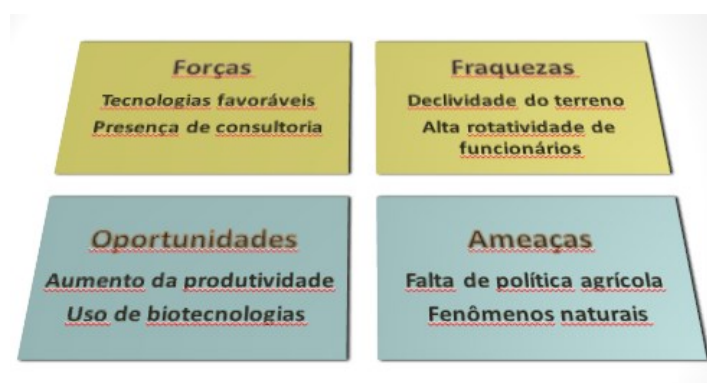 Forças
Tecnologias favoráveis
Presença de consultoria
Fraquezas
Declividade do terreno
Alta rotatividade de
funcionários
Oportunidades
Aumento da produtividade
Uso de biotecnologias
Ameaças
Falta de política agrícola
Fenômenos naturais